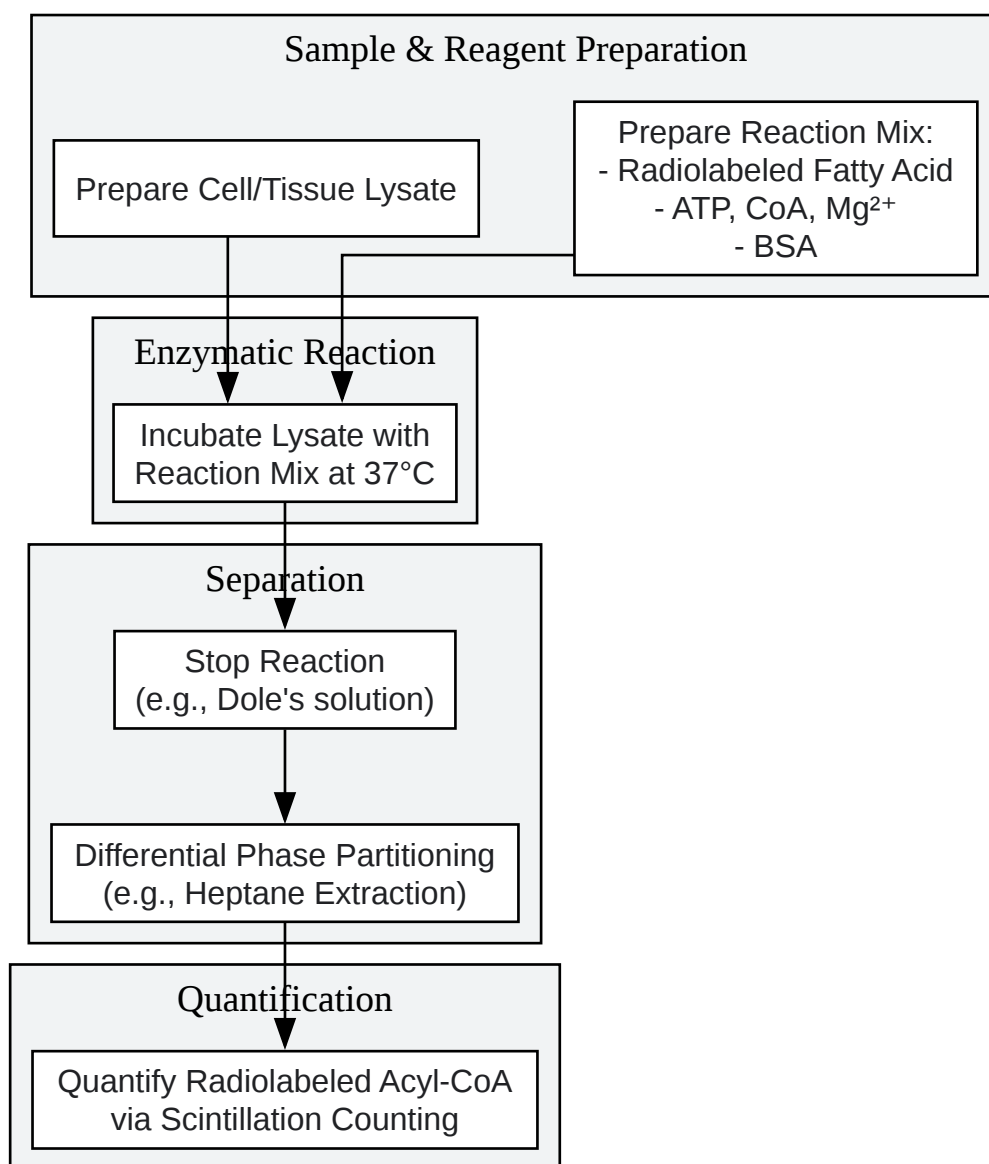 Sample & Reagent Preparation
Prepare Cell/Tissue Lysate
Prepare Reaction Mix:
- Radiolabeled Fatty Acid
- ATP, CoA, Mg²⁺
- BSA
Enzymatic Reaction
Incubate Lysate with
Reaction Mix at 37°C
Separation
Stop Reaction
(e.g., Dole's solution)
Differential Phase Partitioning
(e.g., Heptane Extraction)
Quantification
Quantify Radiolabeled Acyl-CoA
via Scintillation Counting